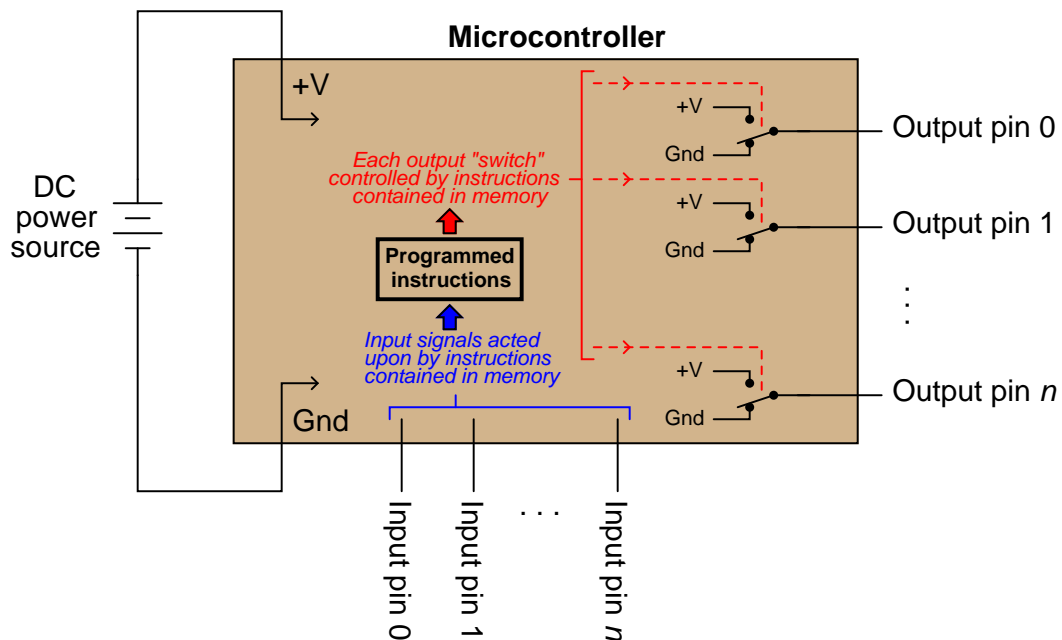 Microcontroller
+V
DC
power
source
Each output "switch"
controlled by instructions
contained in memory
Programmed
instructions
Input signals acted
upon by instructions
contained in memory
Gnd
+V
Gnd
Output pin 0
+V
Gnd
Output pin 1
. . .
+V
Gnd
Output pin n
Input pin 0
Input pin 1
. . .
Input pin n